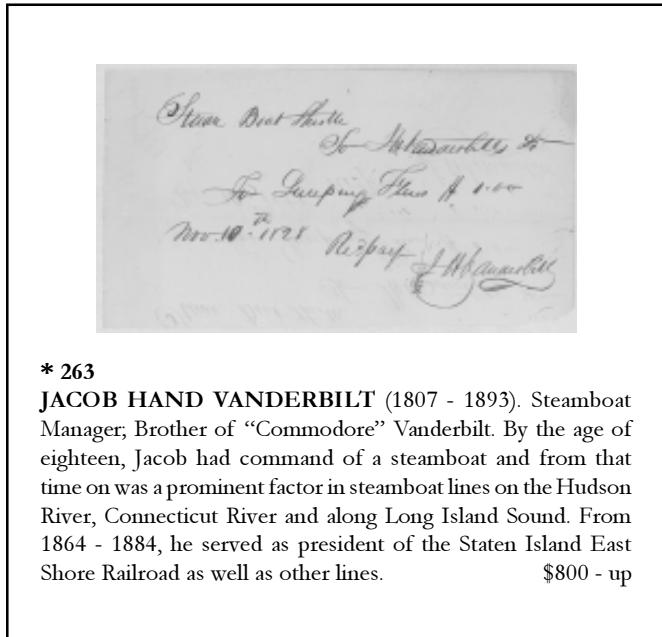 Steam Boat Thistle
To J H Vanderbilt Dr
To Sweeping Flues $ 1.00
Nov. 10th 1828
Rec pay
J H Vanderbilt
* 263
JACOB HAND VANDERBILT (1807 - 1893). Steamboat
Manager; Brother of “Commodore” Vanderbilt. By the age of
eighteen, Jacob had command of a steamboat and from that
time on was a prominent factor in steamboat lines on the Hudson
River, Connecticut River and along Long Island Sound. From
1864 - 1884, he served as president of the Staten Island East
Shore Railroad as well as other lines. $800 - up